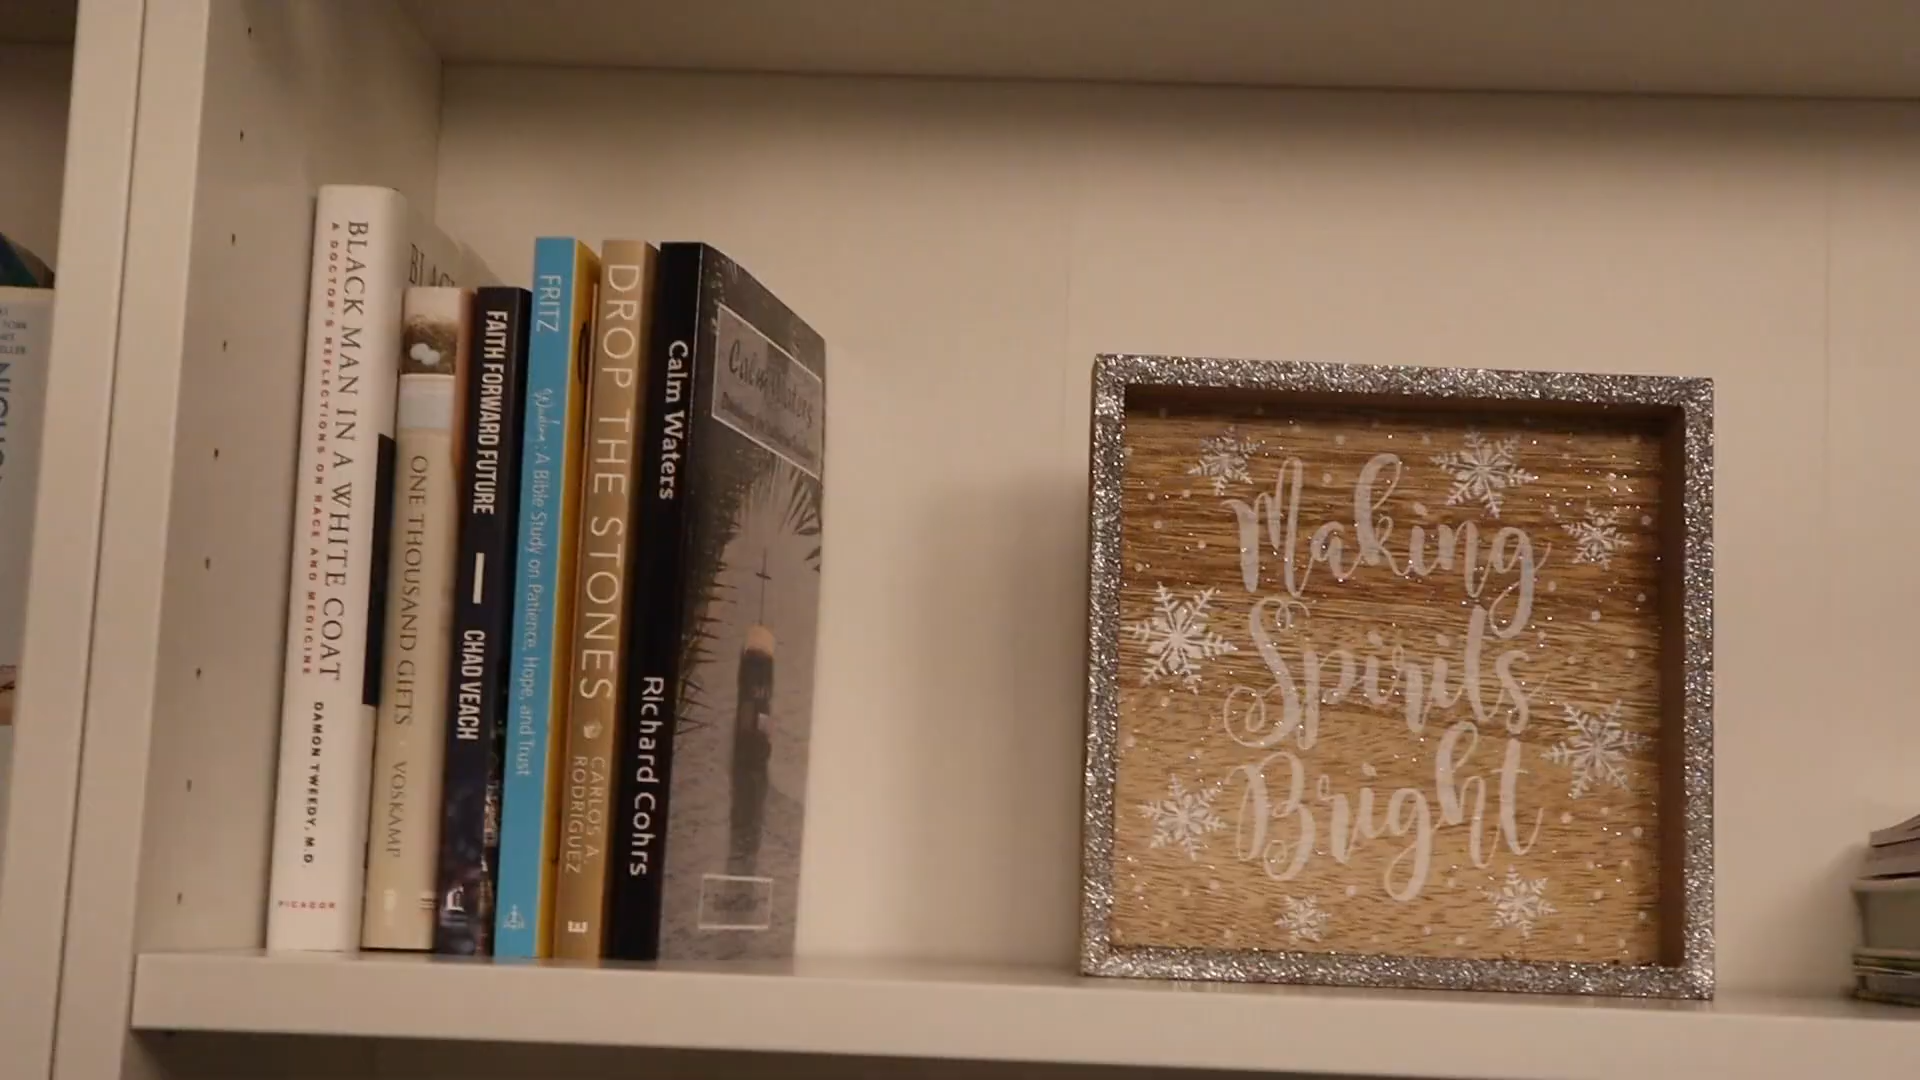 BLACK MAN IN A WHITE COAT
A DOCTOR'S REFLECTIONS ON RACE AND MEDICINE
DAMON TWEEDY, M.D.
PICADOR
ONE THOUSAND GIFTS
VOSKAMP
FAITH FORWARD FUTURE
CHAD VEACH
FRITZ
: A Bible Study on Patience, Hope, and Trust
DROP THE STONES
CARLOS A.
RODRIGUEZ
Calm Waters
Richard Cohrs
Calm Waters
Making
Spirits
Bright